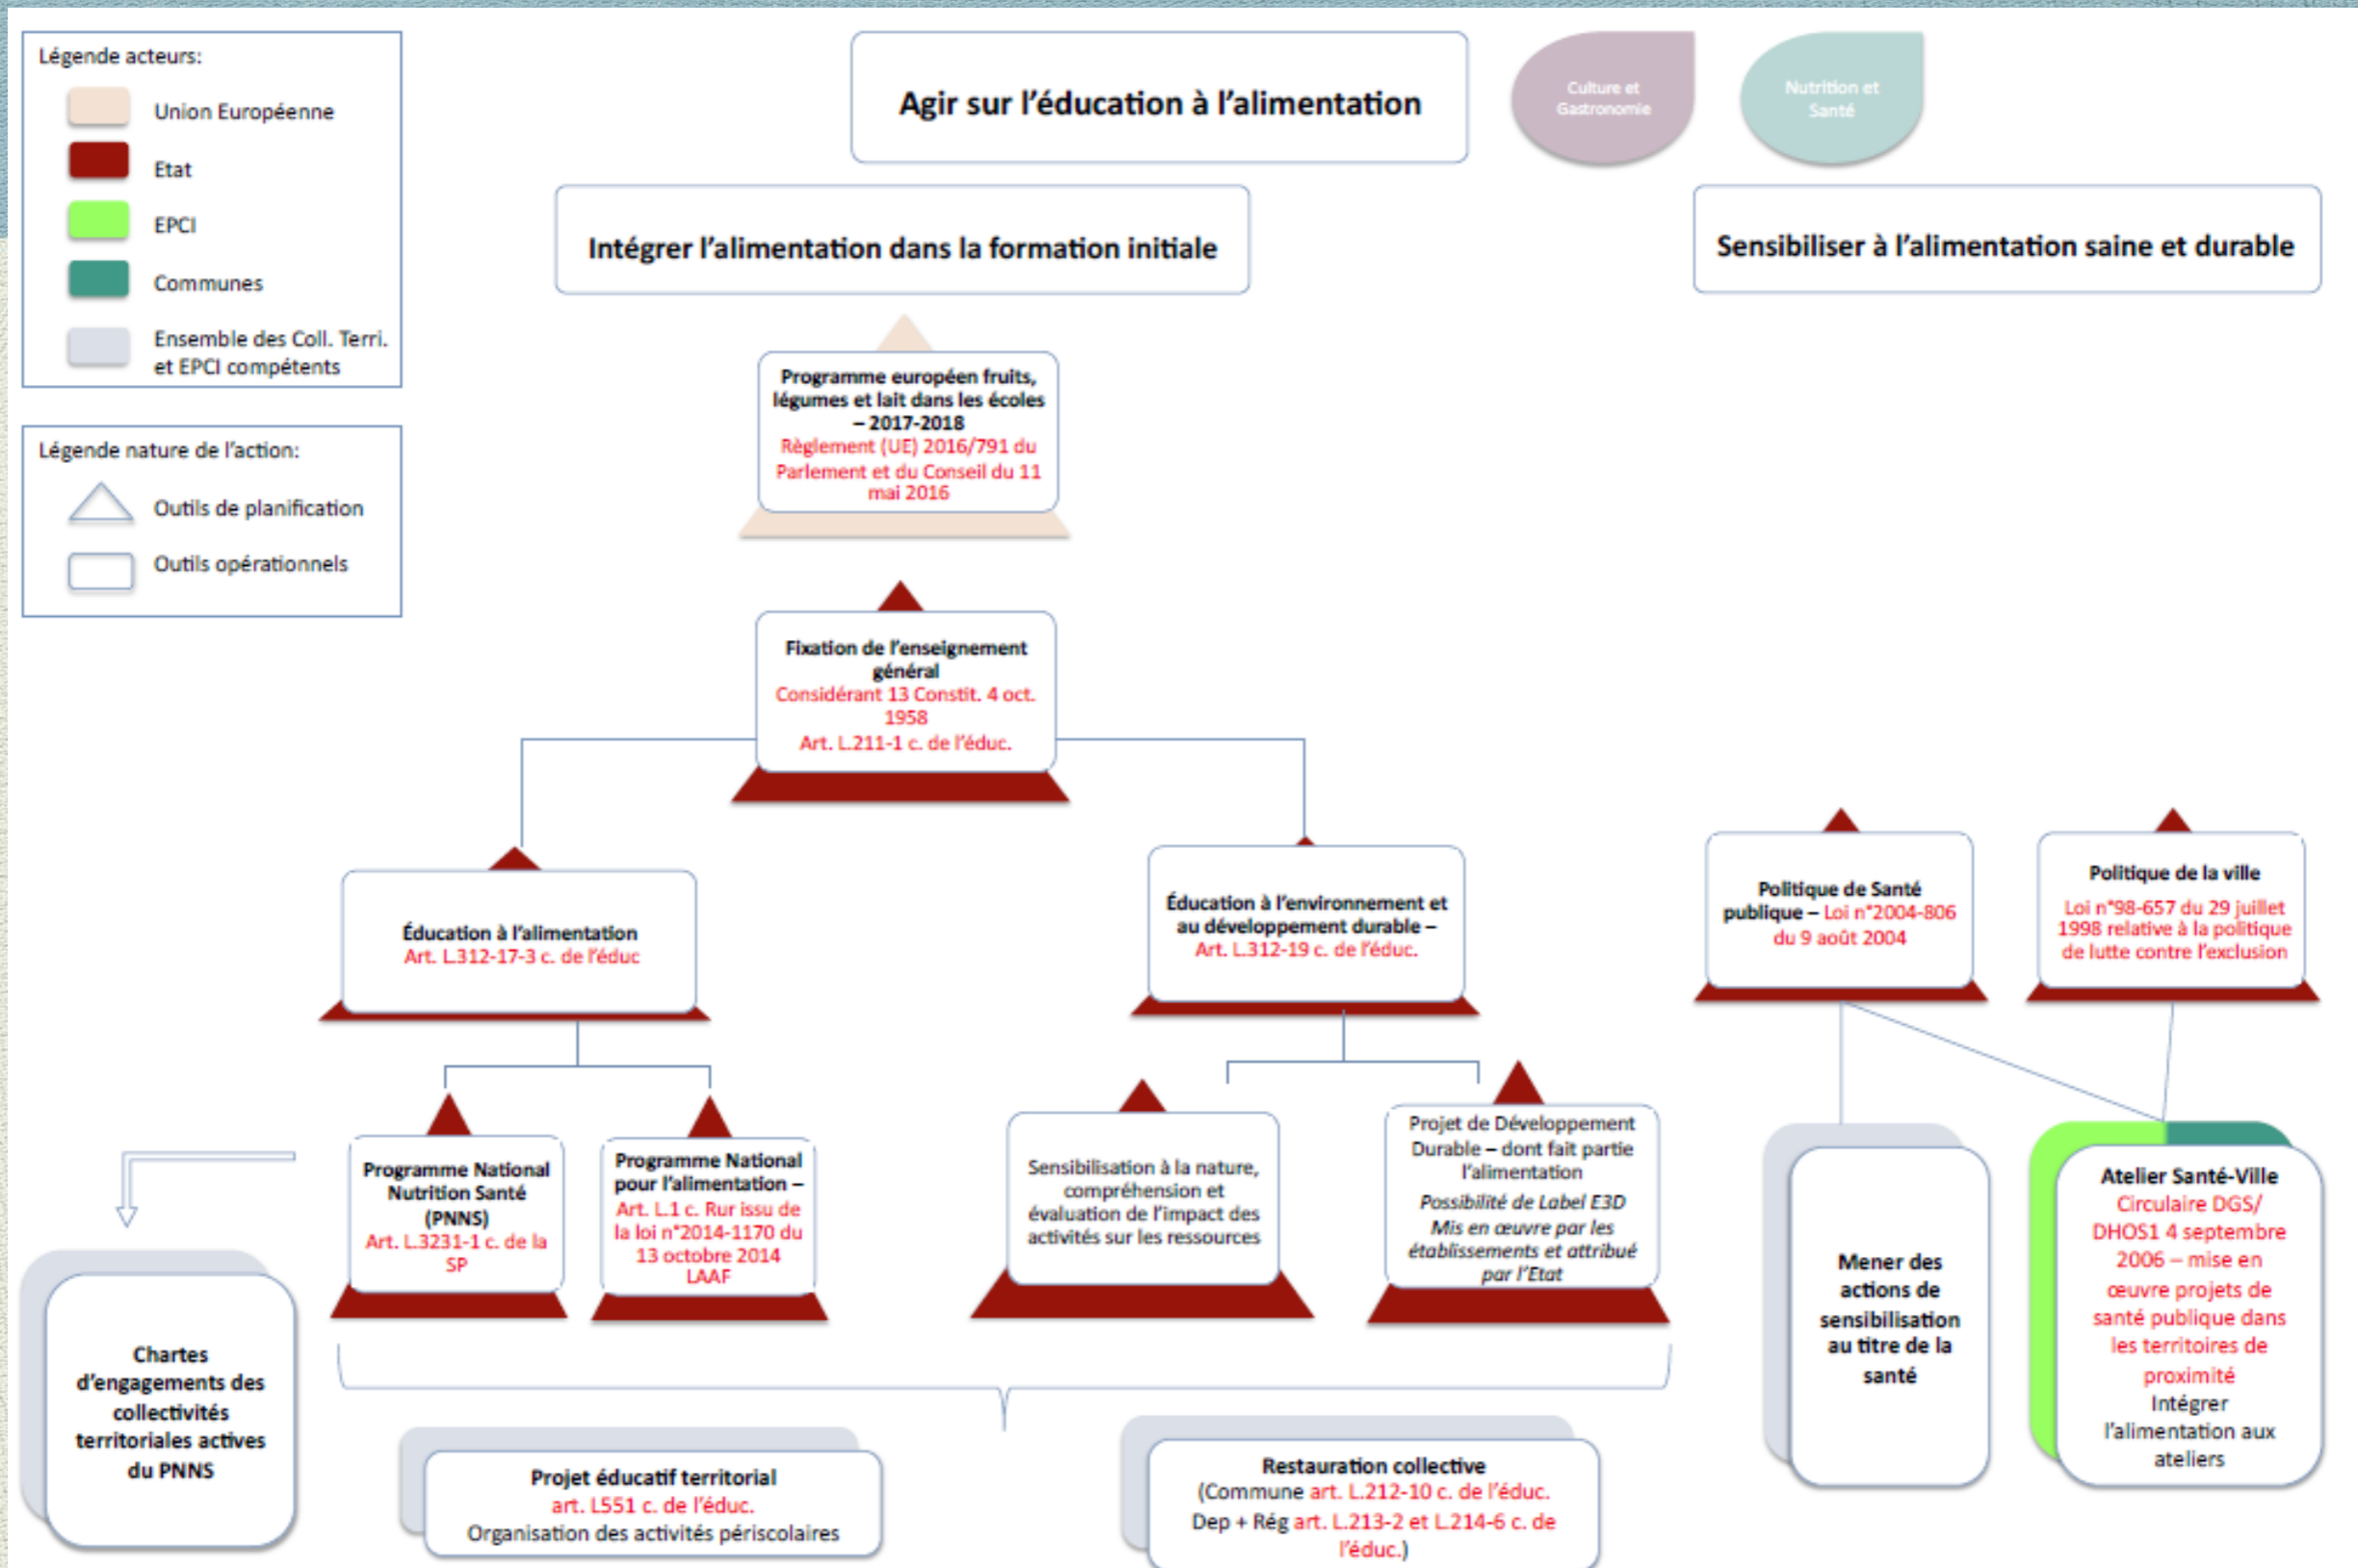 Légende acteurs:
Union Européenne
Etat
EPCI
Communes
Ensemble des Coll. Terri.
et EPCI compétents
Légende nature de l'action:
Outils de planification
Outils opérationnels
Agir sur l'éducation à l'alimentation
Culture et
Gastronomie
Nutrition et
Santé
Intégrer l'alimentation dans la formation initiale
Sensibiliser à l'alimentation saine et durable
Programme européen fruits,
légumes et lait dans les écoles
– 2017-2018
Règlement (UE) 2016/791 du
Parlement et du Conseil du 11
mai 2016
Fixation de l'enseignement
général
Considérant 13 Constit. 4 oct.
1958
Art. L.211-1 c. de l'éduc.
Éducation à l'alimentation
Art. L.312-17-3 c. de l'éduc
Éducation à l'environnement et
au développement durable –
Art. L.312-19 c. de l'éduc.
Politique de Santé
publique – Loi n°2004-806
du 9 août 2004
Politique de la ville
Loi n°98-657 du 29 juillet
1998 relative à la politique
de lutte contre l'exclusion
Programme National
Nutrition Santé
(PNNS)
Art. L.3231-1 c. de la
SP
Programme National
pour l'alimentation –
Art. L.1 c. Rur issu de
la loi n°2014-1170 du
13 octobre 2014
LAAF
Sensibilisation à la nature,
compréhension et
évaluation de l'impact des
activités sur les ressources
Projet de Développement
Durable – dont fait partie
l'alimentation
Possibilité de Label E3D
Mis en œuvre par les
établissements et attribué
par l'Etat
Chartes
d'engagements des
collectivités
territoriales actives
du PNNS
Mener des
actions de
sensibilisation
au titre de la
santé
Atelier Santé-Ville
Circulaire DGS/
DHOS1 4 septembre
2006 – mise en
œuvre projets de
santé publique dans
les territoires de
proximité
Intégrer
l'alimentation aux
ateliers
Projet éducatif territorial
art. L551 c. de l'éduc.
Organisation des activités périscolaires
Restauration collective
(Commune art. L.212-10 c. de l'éduc.
Dep + Rég art. L.213-2 et L.214-6 c. de
l'éduc.)